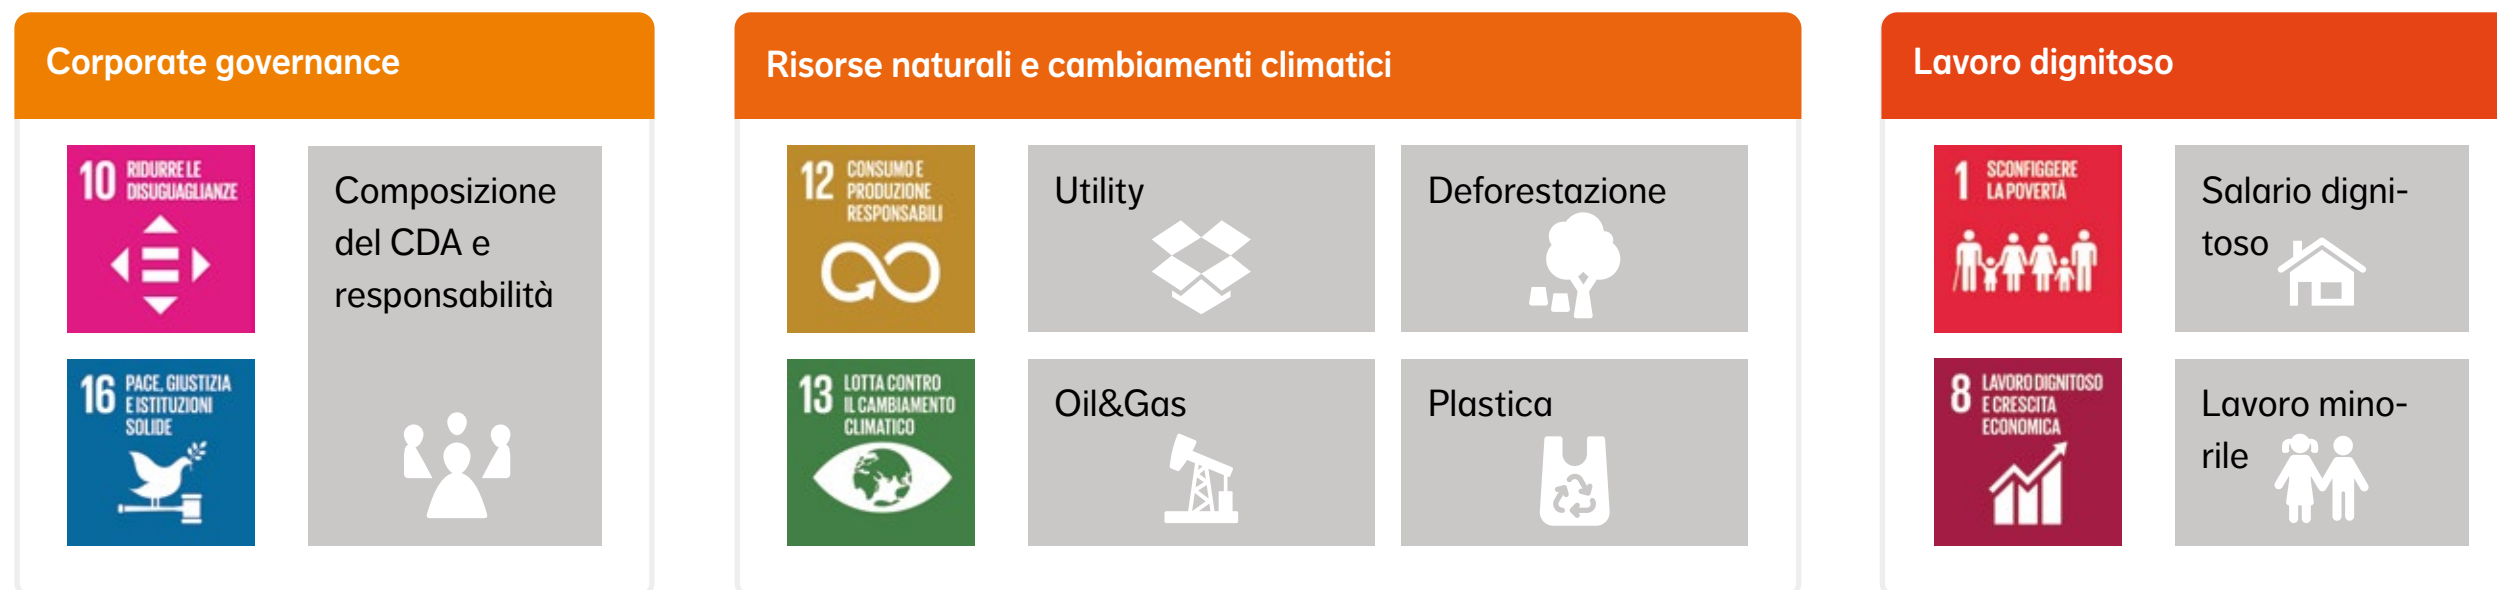 Corporate governance
10 RIDURRE LE
DISUGUAGLIANZE
Composizione
del CDA e
responsabilità
16 PACE, GIUSTIZIA
E ISTITUZIONI
SOLIDE
Risorse naturali e cambiamenti climatici
12 CONSUMO E
PRODUZIONE
RESPONSABILI
Utility
Deforestazione
13 LOTTA CONTRO
IL CAMBIAMENTO
CLIMATICO
Oil&Gas
Plastica
Lavoro dignitoso
1 SCONFIGGERE
LA POVERTÀ
Salario digni-
toso
8 LAVORO DIGNITOSO
E CRESCITA
ECONOMICA
Lavoro mino-
rile